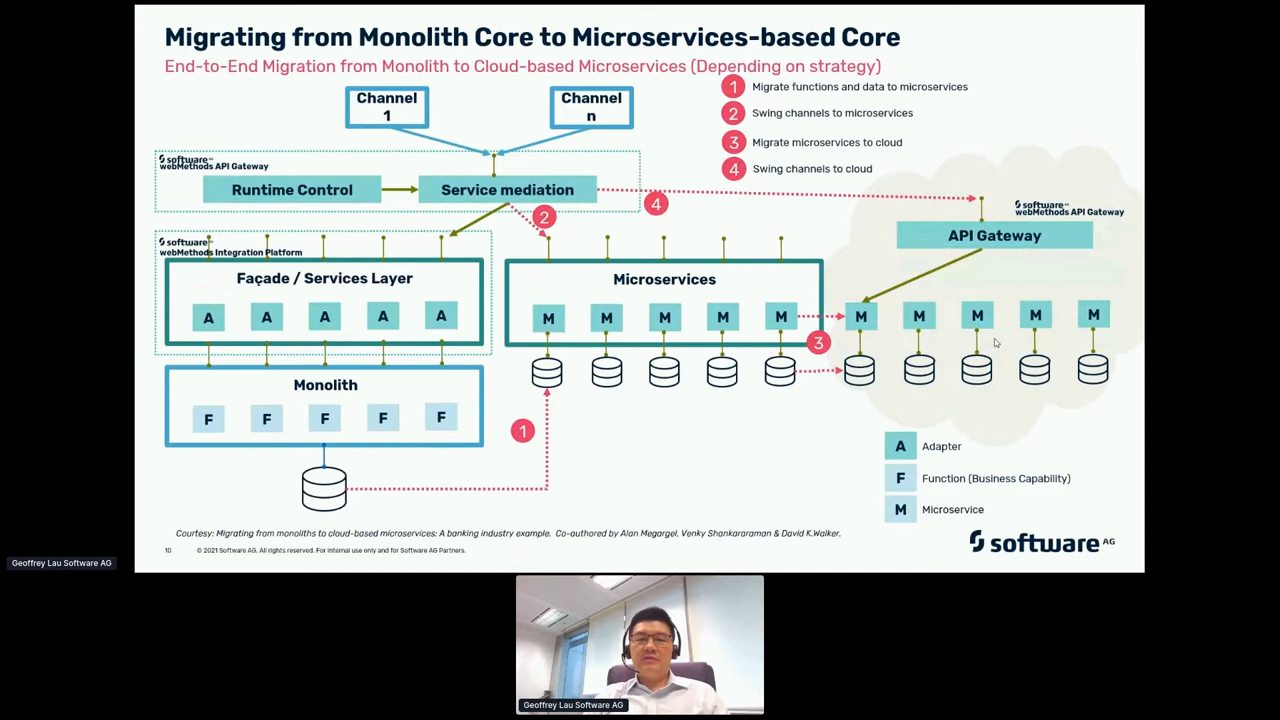 Migrating from Monolith Core to Microservices-based Core
End-to-End Migration from Monolith to Cloud-based Microservices (Depending on strategy)
Channel
1
Channel
n
1 Migrate functions and data to microservices
2 Swing channels to microservices
3 Migrate microservices to cloud
4 Swing channels to cloud
software AG
webMethods API Gateway
Runtime Control
Service mediation
4
2
software AG
webMethods API Gateway
API Gateway
software AG
webMethods Integration Platform
Façade / Services Layer
A A A A A
Microservices
M M M M M
M M M M M
3
Monolith
F F F F F
1
A Adapter
F Function (Business Capability)
M Microservice
Courtesy: Migrating from monoliths to cloud-based microservices: A banking industry example. Co-authored by Alan Megargel, Venky Shankararaman & David K.Walker.
10 © 2021 Software AG. All rights reserved. For internal use only and for Software AG Partners.
software AG
Geoffrey Lau Software AG
Geoffrey Lau Software AG